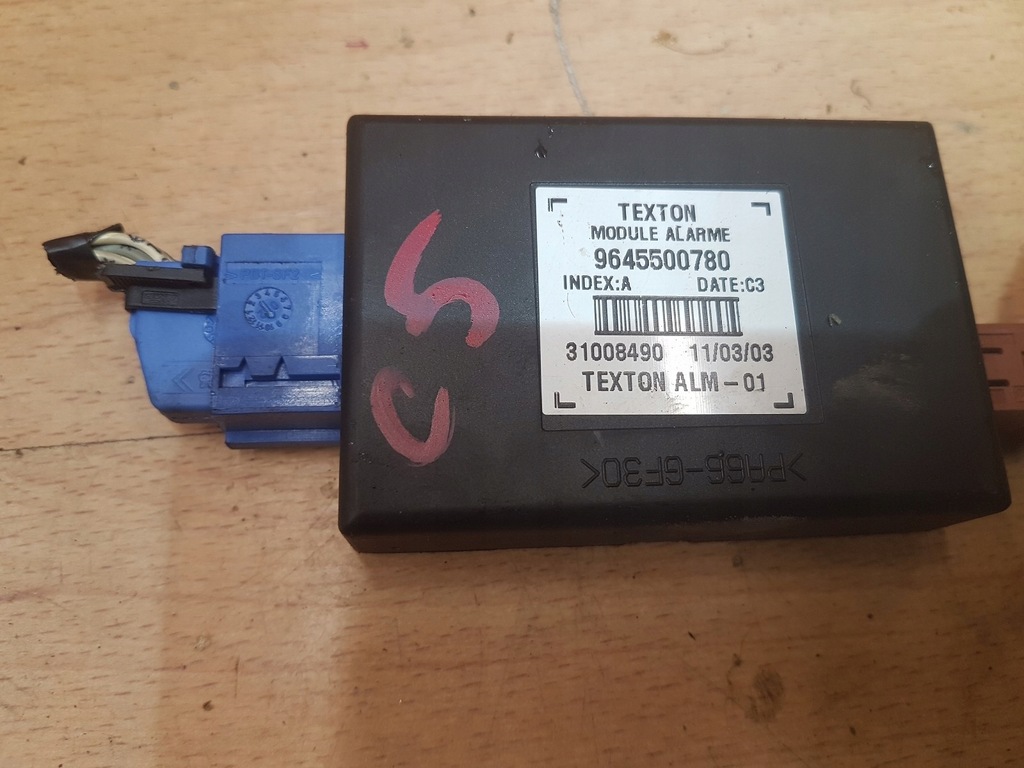 C5
TEXTON
MODULE ALARME
9645500780
INDEX:A DATE:C3
31008490 11/03/03
TEXTON ALM-01
>PA66-GF30<